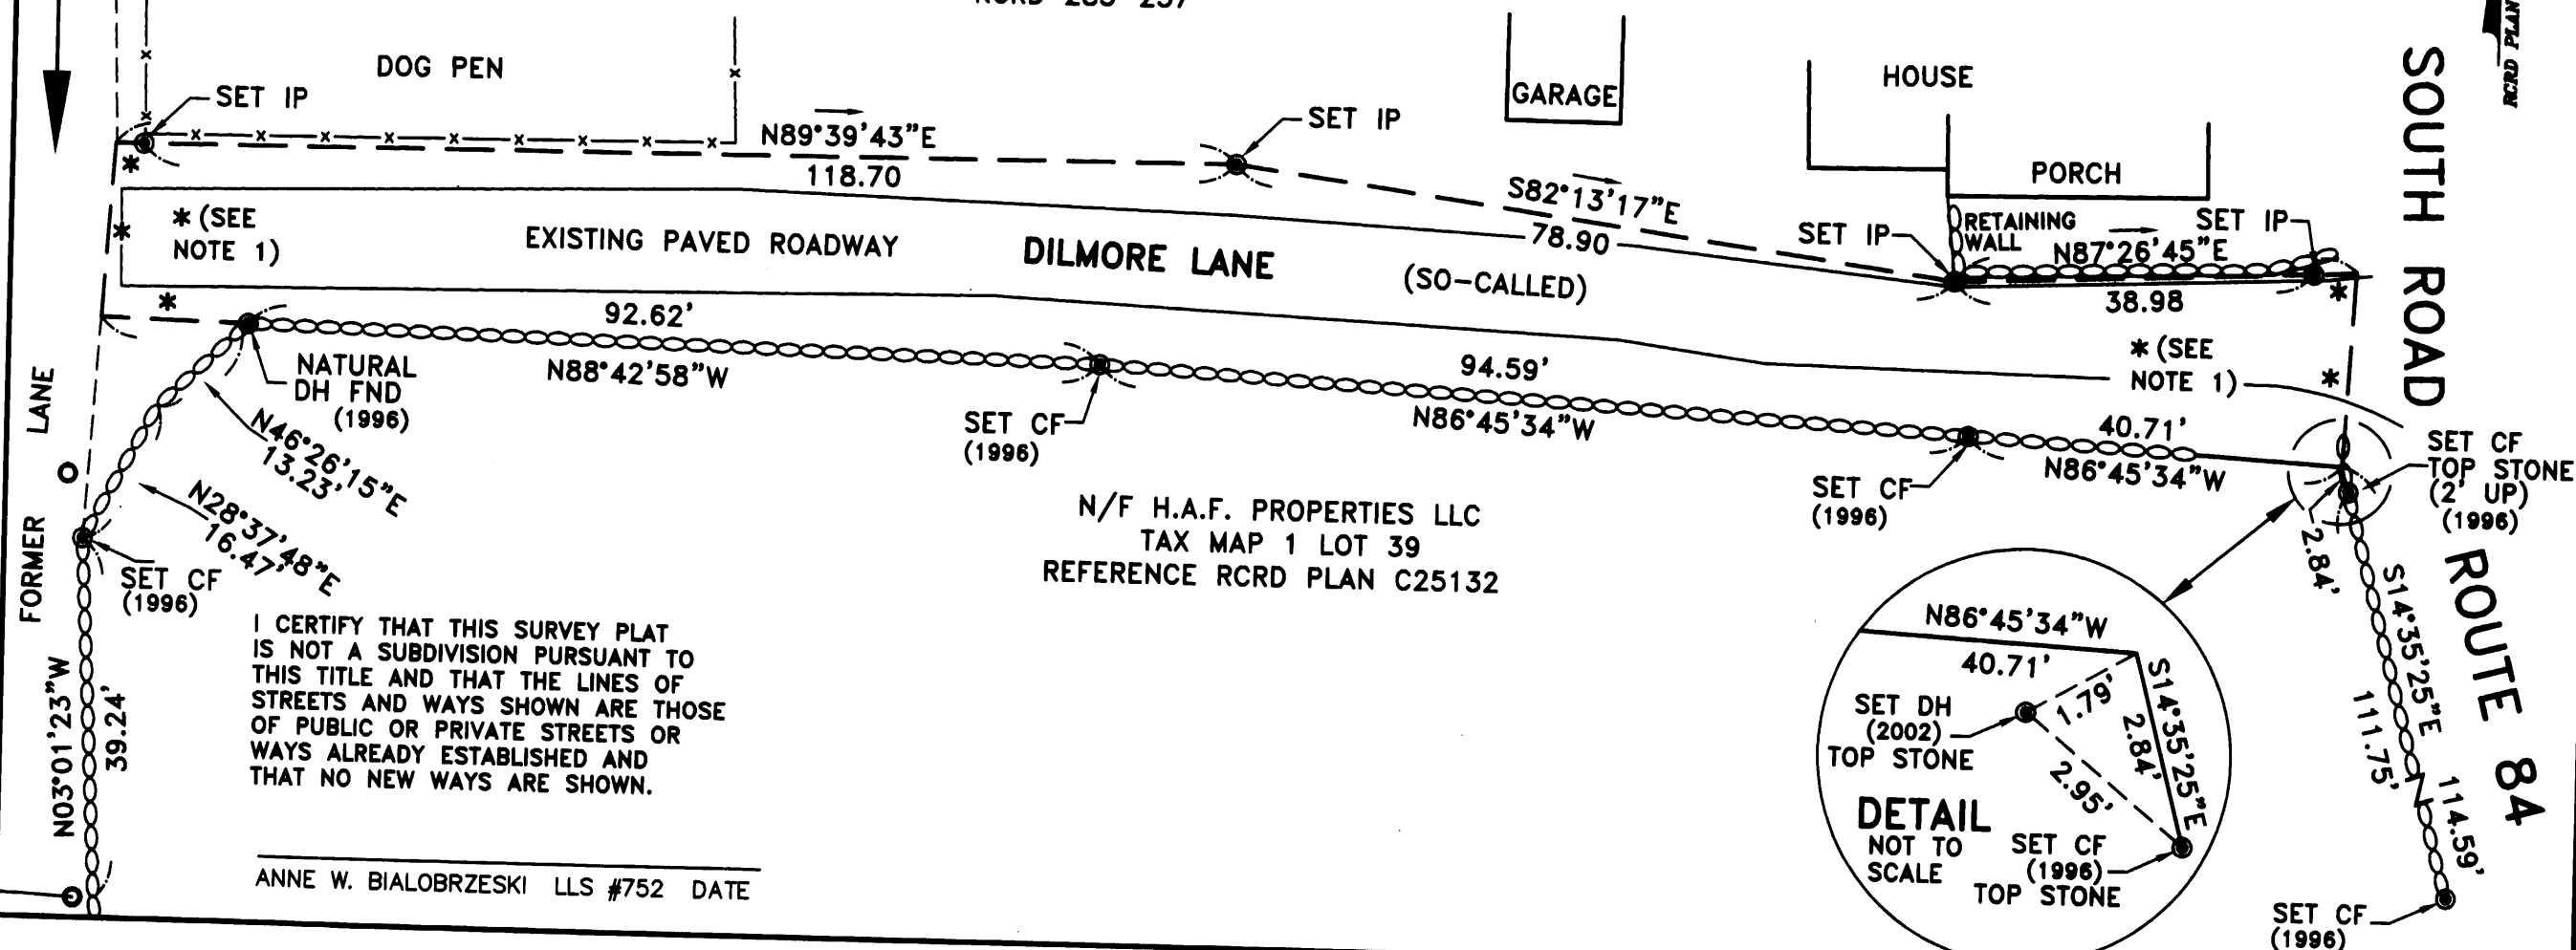 RCRD PLAN
DOG PEN
SET IP
N89°39'43"E
118.70
SET IP
GARAGE
HOUSE
PORCH
S82°13'17"E
78.90
SET IP
RETAINING
WALL
SET IP
N87°26'45"E
38.98
SOUTH ROAD
ROUTE 84
* (SEE
NOTE 1)
EXISTING PAVED ROADWAY
DILMORE LANE
(SO-CALLED)
* (SEE
NOTE 1)
92.62'
N88°42'58"W
94.59'
N86°45'34"W
40.71'
N86°45'34"W
NATURAL
DH FND
(1996)
N46°26'15"E
13.23'
N28°37'48"E
16.47'
SET CF
(1996)
SET CF
(1996)
SET CF
(1996)
SET CF
TOP STONE
(2' UP)
(1996)
2.84'
S14°35'25"E
111.75'
114.59'
SET CF
(1996)
FORMER LANE
N03°01'23"W
39.24'
N/F H.A.F. PROPERTIES LLC
TAX MAP 1 LOT 39
REFERENCE RCRD PLAN C25132
I CERTIFY THAT THIS SURVEY PLAT
IS NOT A SUBDIVISION PURSUANT TO
THIS TITLE AND THAT THE LINES OF
STREETS AND WAYS SHOWN ARE THOSE
OF PUBLIC OR PRIVATE STREETS OR
WAYS ALREADY ESTABLISHED AND
THAT NO NEW WAYS ARE SHOWN.
ANNE W. BIALOBRZESKI LLS #752 DATE
N86°45'34"W
40.71'
SET DH
(2002)
TOP STONE
1.79'
S14°35'25"E
2.84'
2.95'
DETAIL
NOT TO
SCALE
SET CF
(1996)
TOP STONE